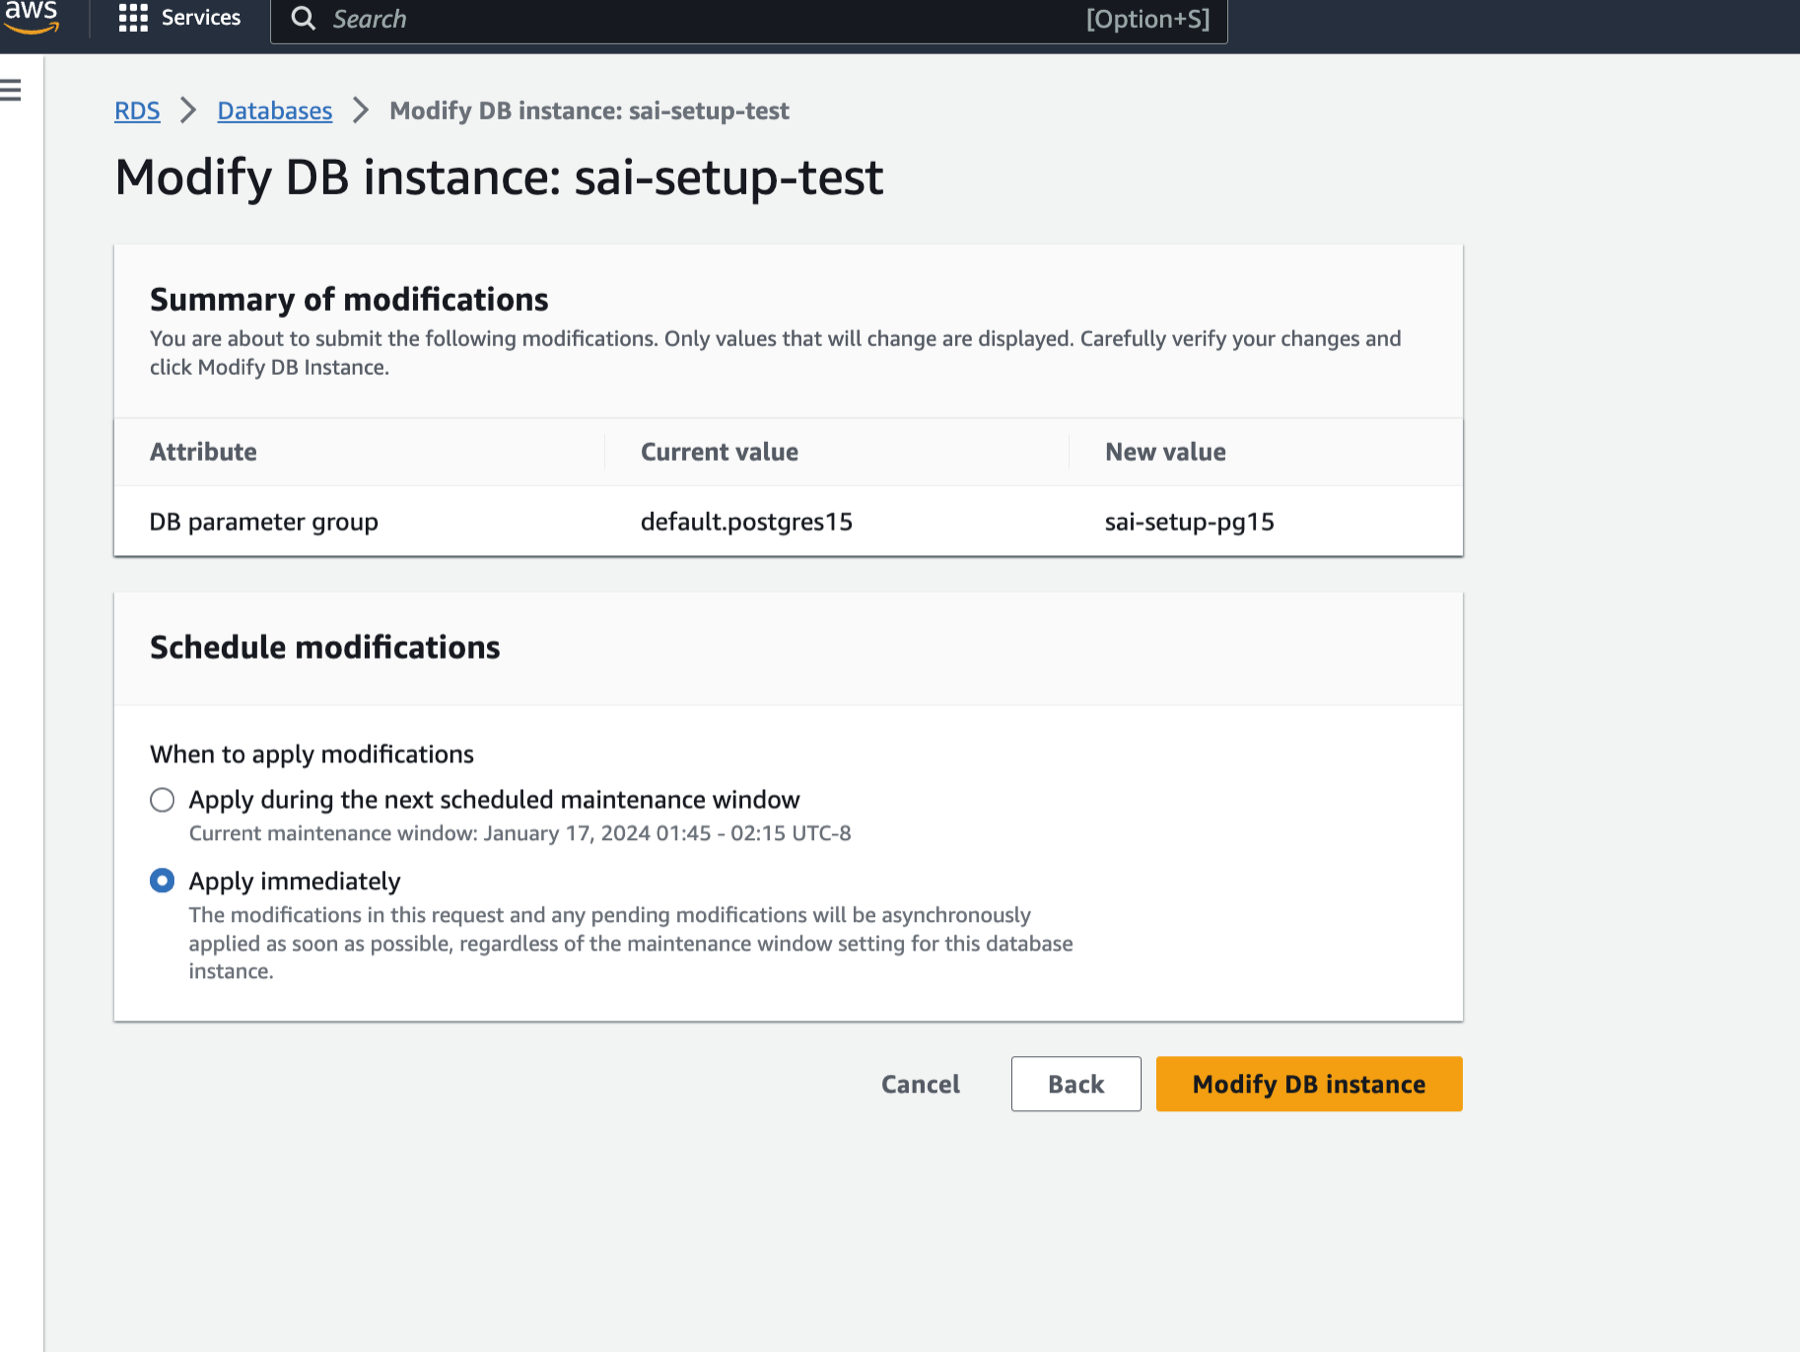 aws
Services
Search
[Option+S]
RDS > Databases > Modify DB instance: sai-setup-test
Modify DB instance: sai-setup-test
Summary of modifications
You are about to submit the following modifications. Only values that will change are displayed. Carefully verify your changes and
click Modify DB Instance.
Attribute Current value New value
DB parameter group default.postgres15 sai-setup-pg15
Schedule modifications
When to apply modifications
Apply during the next scheduled maintenance window
Current maintenance window: January 17, 2024 01:45 - 02:15 UTC-8
Apply immediately
The modifications in this request and any pending modifications will be asynchronously
applied as soon as possible, regardless of the maintenance window setting for this database
instance.
Cancel
Back
Modify DB instance